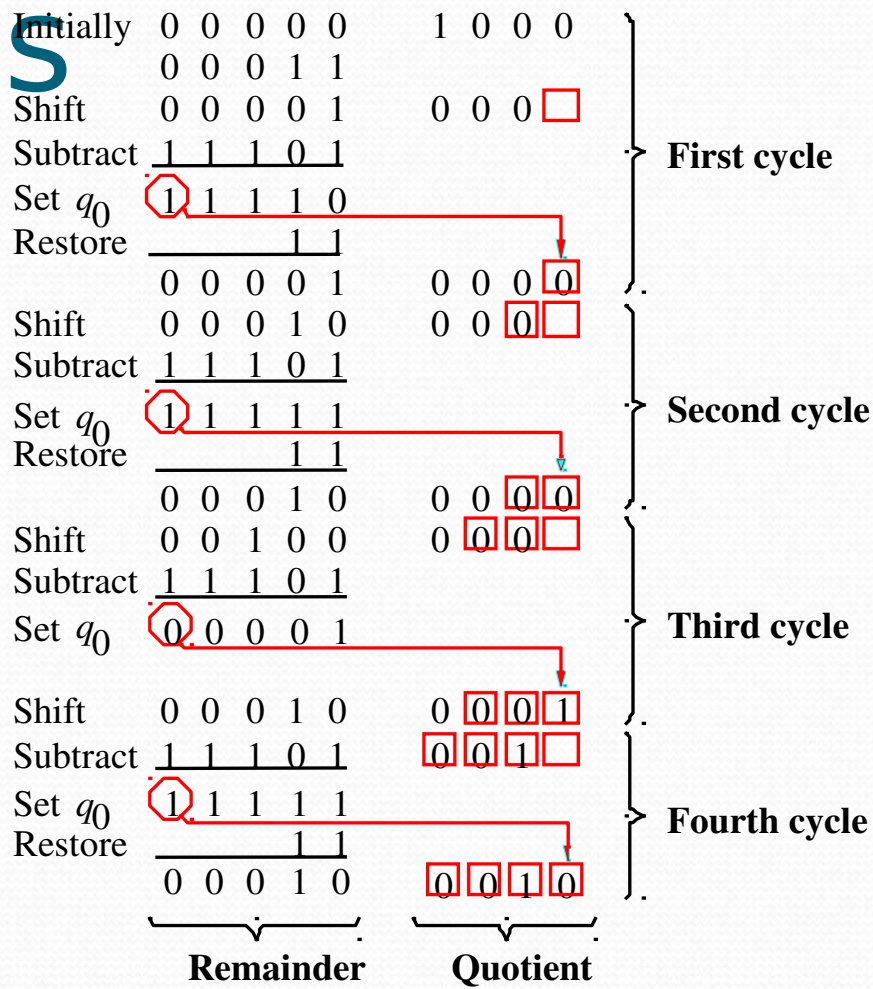 S
Initially 0 0 0 0 0 1 0 0 0
0 0 0 1 1
Shift 0 0 0 0 1 0 0 0
Subtract 1 1 1 0 1
First cycle
Set q0 1 1 1 1 0
Restore 1 1
0 0 0 0 1 0 0 0 0
Shift 0 0 0 1 0 0 0 0
Subtract 1 1 1 0 1
Second cycle
Set q0 1 1 1 1 1
Restore 1 1
0 0 0 1 0 0 0 0 0
Shift 0 0 1 0 0 0 0 0
Subtract 1 1 1 0 1
Third cycle
Set q0 0 0 0 0 1
Shift 0 0 0 1 0 0 0 0 1
Subtract 1 1 1 0 1 0 0 1
Set q0 1 1 1 1 1
Fourth cycle
Restore 1 1
0 0 0 1 0 0 0 1 0
Remainder Quotient